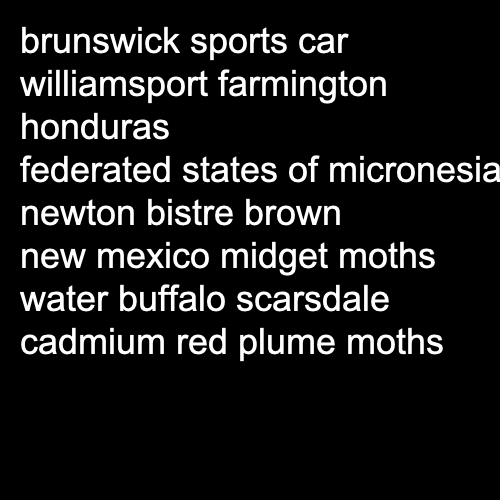 brunswick sports car
williamsport farmington
honduras
federated states of micronesia
newton bistre brown
new mexico midget moths
water buffalo scarsdale
cadmium red plume moths